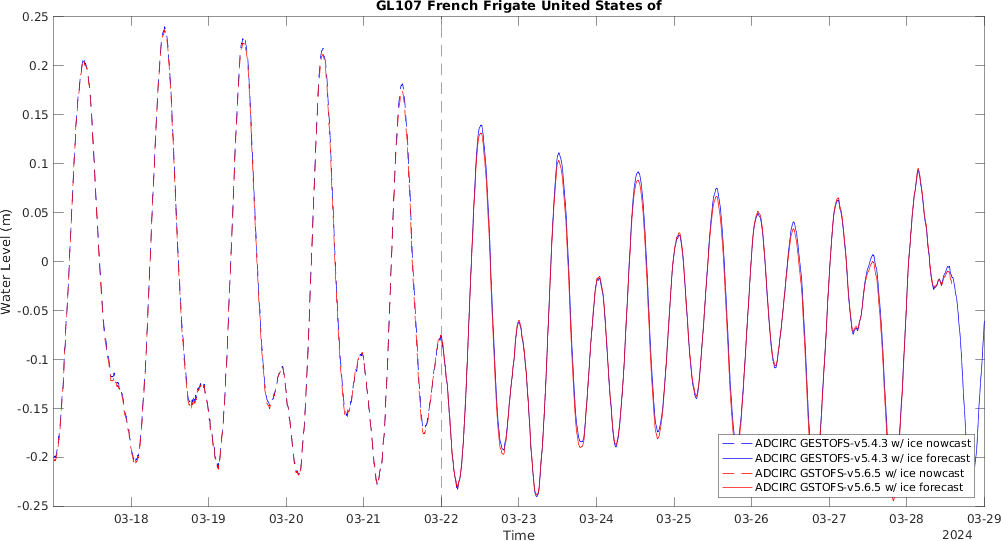 GL107 French Frigate United States of
0.25
0.2
0.15
0.1
0.05
0
-0.05
-0.1
-0.15
-0.2
-0.25
Water Level (m)
ADCIRC GESTOFS-v5.4.3 w/ ice nowcast
ADCIRC GESTOFS-v5.4.3 w/ ice forecast
ADCIRC GSTOFS-v5.6.5 w/ ice nowcast
ADCIRC GSTOFS-v5.6.5 w/ ice forecast
03-18 03-19 03-20 03-21 03-22 03-23 03-24 03-25 03-26 03-27 03-28 03-29
Time
2024